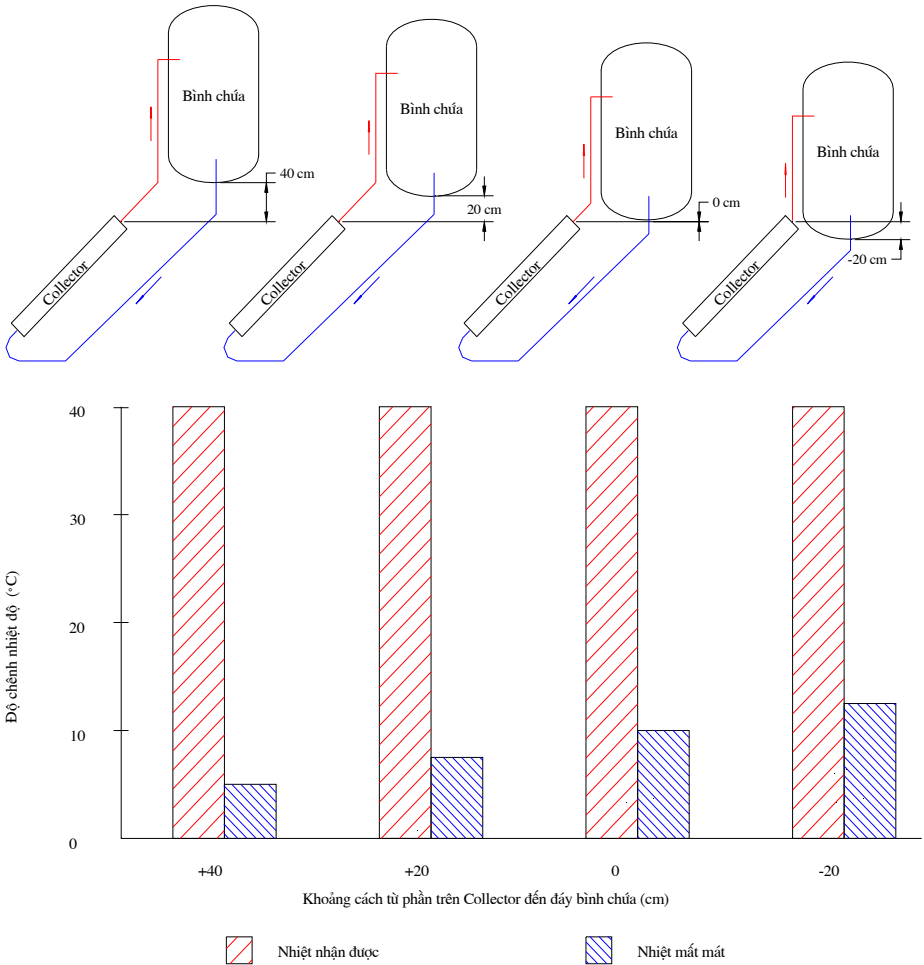 Bình chứa
Bình chứa
Bình chứa
Bình chứa
40 cm
20 cm
0 cm
-20 cm
Collector
Collector
Collector
Collector
Độ chênh nhiệt độ (°C)
40
30
20
10
0
+40
+20
0
-20
Khoảng cách từ phần trên Collector đến đáy bình chứa (cm)
Nhiệt nhận được
Nhiệt mất mát